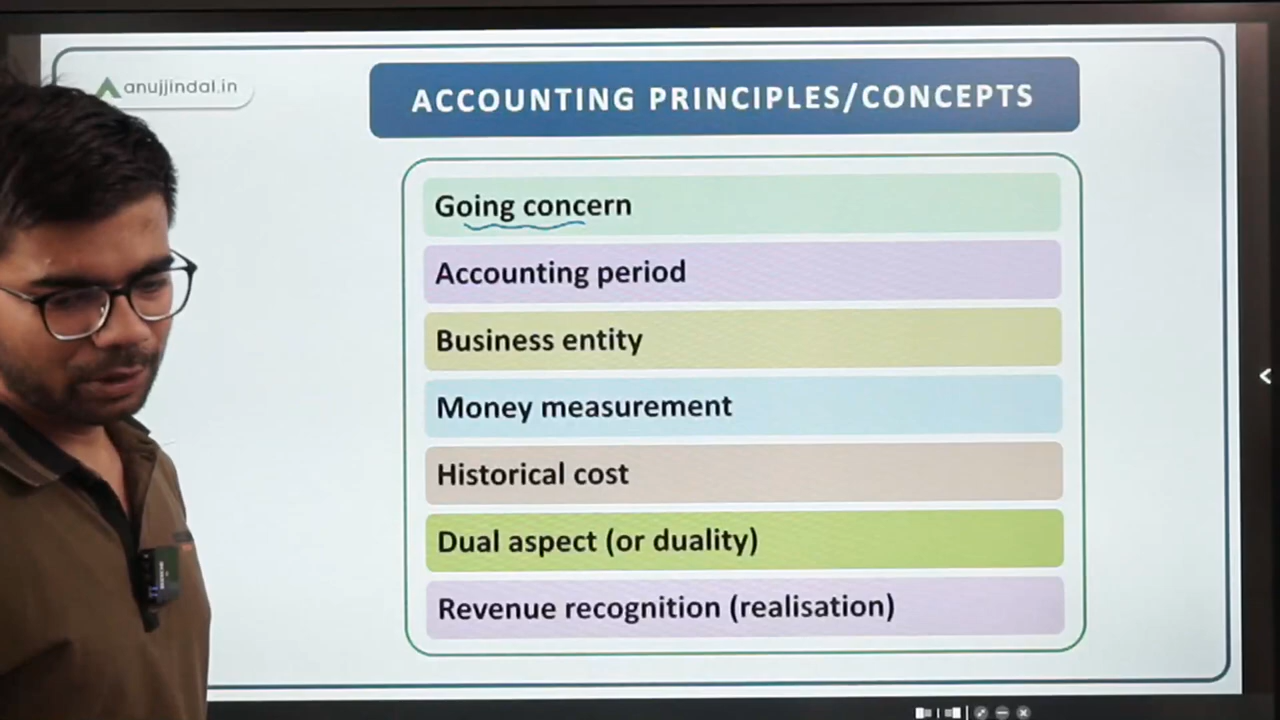 anujjindal.in
ACCOUNTING PRINCIPLES/CONCEPTS
Going concern
Accounting period
Business entity
Money measurement
Historical cost
Dual aspect (or duality)
Revenue recognition (realisation)